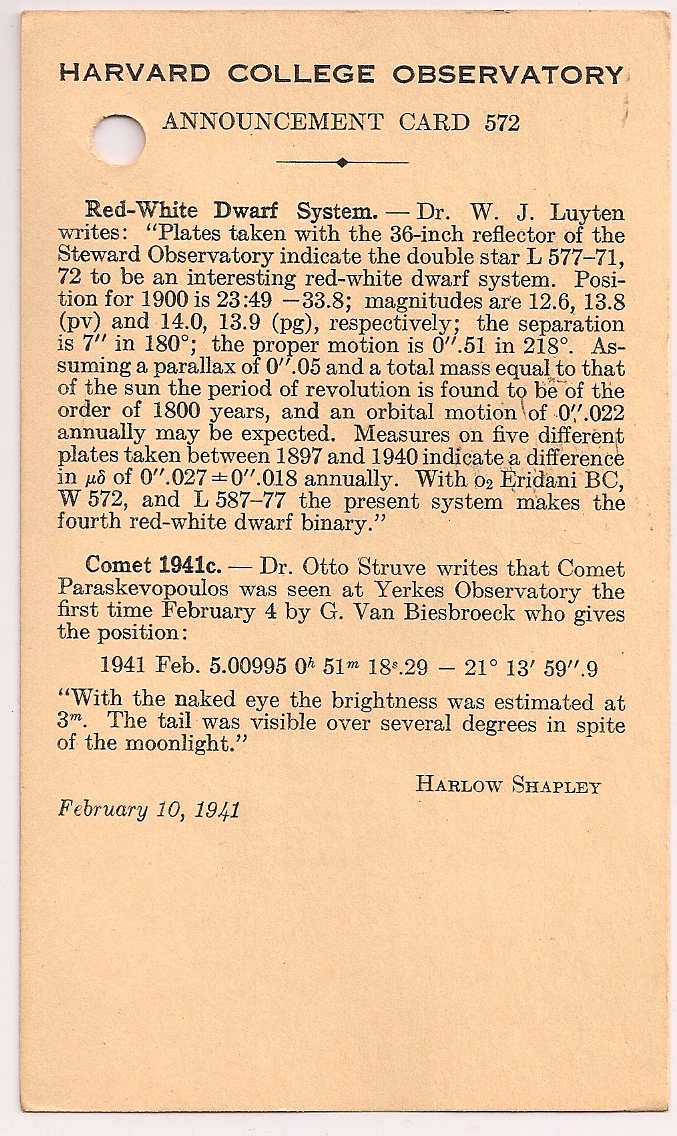 HARVARD COLLEGE OBSERVATORY
ANNOUNCEMENT CARD 572
Red-White Dwarf System. — Dr. W. J. Luyten
writes: “Plates taken with the 36-inch reflector of the
Steward Observatory indicate the double star L 577–71,
72 to be an interesting red-white dwarf system. Posi-
tion for 1900 is 23:49 −33.8; magnitudes are 12.6, 13.8
(pv) and 14.0, 13.9 (pg), respectively; the separation
is 7″ in 180°; the proper motion is 0″.51 in 218°. As-
suming a parallax of 0″.05 and a total mass equal to that
of the sun the period of revolution is found to be of the
order of 1800 years, and an orbital motion of 0″.022
annually may be expected. Measures on five different
plates taken between 1897 and 1940 indicate a difference
in μδ of 0″.027 ± 0″.018 annually. With o₂ Eridani BC,
W 572, and L 587–77 the present system makes the
fourth red-white dwarf binary.”
Comet 1941c. — Dr. Otto Struve writes that Comet
Paraskevopoulos was seen at Yerkes Observatory the
first time February 4 by G. Van Biesbroeck who gives
the position:
1941 Feb. 5.00995 0ʰ 51ᵐ 18ˢ.29 − 21° 13′ 59″.9
“With the naked eye the brightness was estimated at
3ᵐ. The tail was visible over several degrees in spite
of the moonlight.”
Harlow Shapley
February 10, 1941